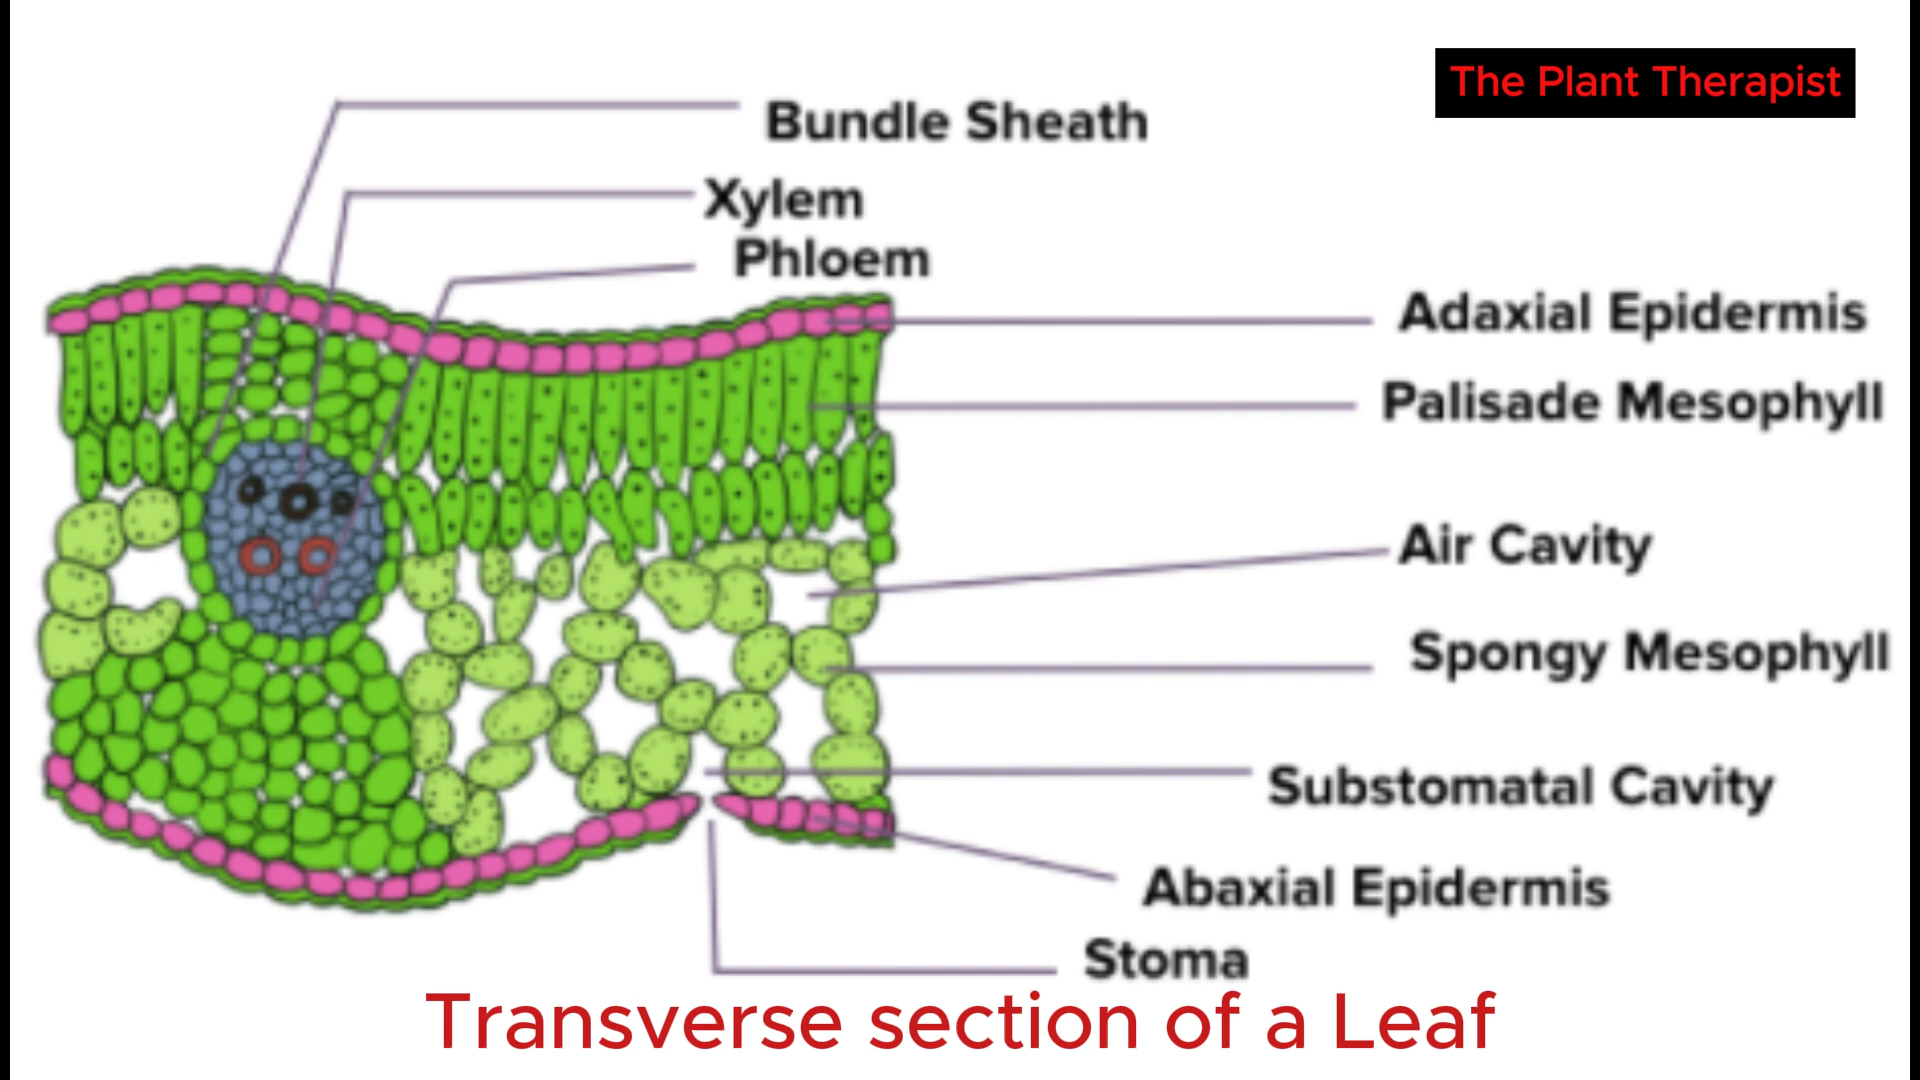 The Plant Therapist
Bundle Sheath
Xylem
Phloem
Adaxial Epidermis
Palisade Mesophyll
Air Cavity
Spongy Mesophyll
Substomatal Cavity
Abaxial Epidermis
Stoma
Transverse section of a Leaf